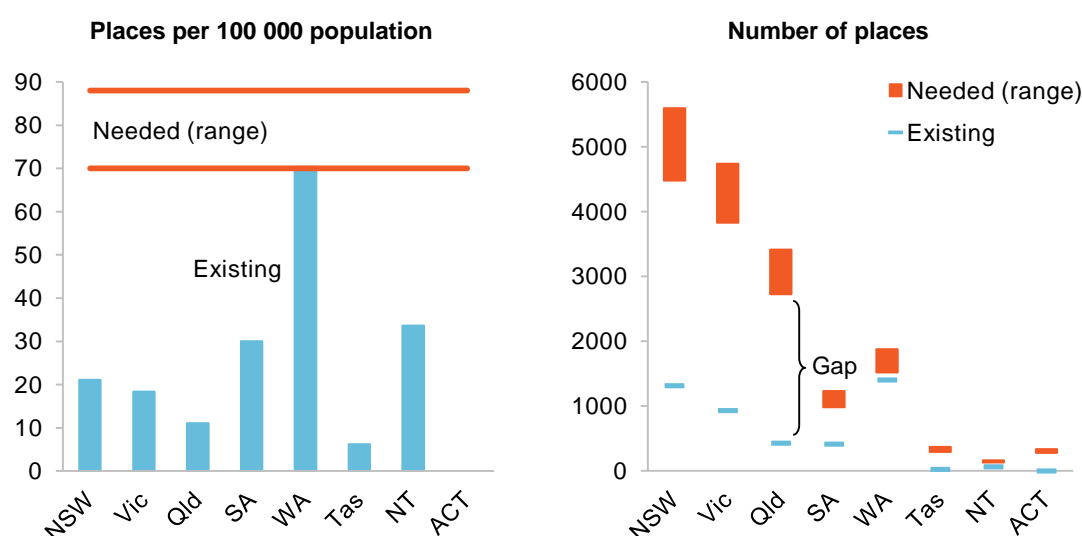 Places per 100 000 population
90
80
70
60
50
40
30
20
10
0
Needed (range)
Existing
NSW
Vic
Qld
SA
WA
Tas
NT
ACT
Number of places
6000
5000
4000
3000
2000
1000
0
Needed (range)
Existing
Gap
NSW
Vic
Qld
SA
WA
Tas
NT
ACT